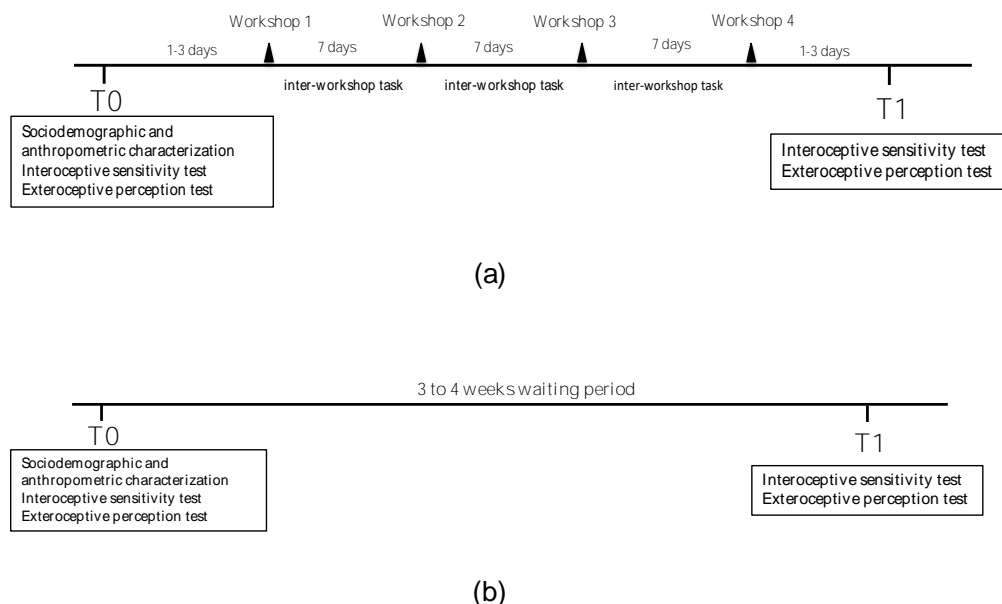 Workshop 1
Workshop 2
Workshop 3
Workshop 4
1-3 days
7 days
7 days
7 days
1-3 days
inter-workshop task
inter-workshop task
inter-workshop task
T0
T1
Sociodemographic and
anthropometric characterization
Interoceptive sensitivity test
Exteroceptive perception test
Interoceptive sensitivity test
Exteroceptive perception test
(a)
3 to 4 weeks waiting period
T0
T1
Sociodemographic and
anthropometric characterization
Interoceptive sensitivity test
Exteroceptive perception test
Interoceptive sensitivity test
Exteroceptive perception test
(b)